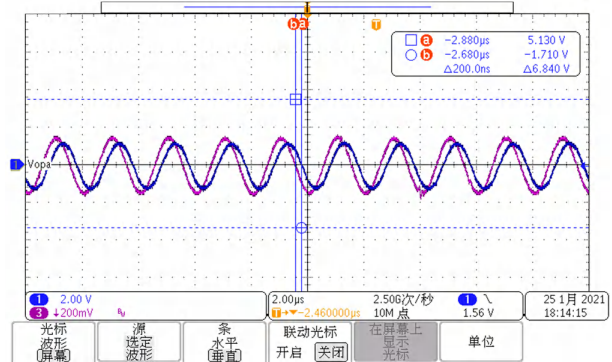 b a
T
a −2.880μs 5.130 V
b −2.680μs −1.710 V
Δ200.0ns Δ6.840 V
1 Vopa
1 2.00 V
3 ↓200mV Bw
2.00μs
T→▼−2.460000μs
2.50G次/秒
10M 点
1 \ 1.56 V
25 1月 2021
18:14:15
光标
波形
(屏幕)
源
选定
波形
条
水平
(垂直)
联动光标
开启 关闭
在屏幕上
显示
光标
单位